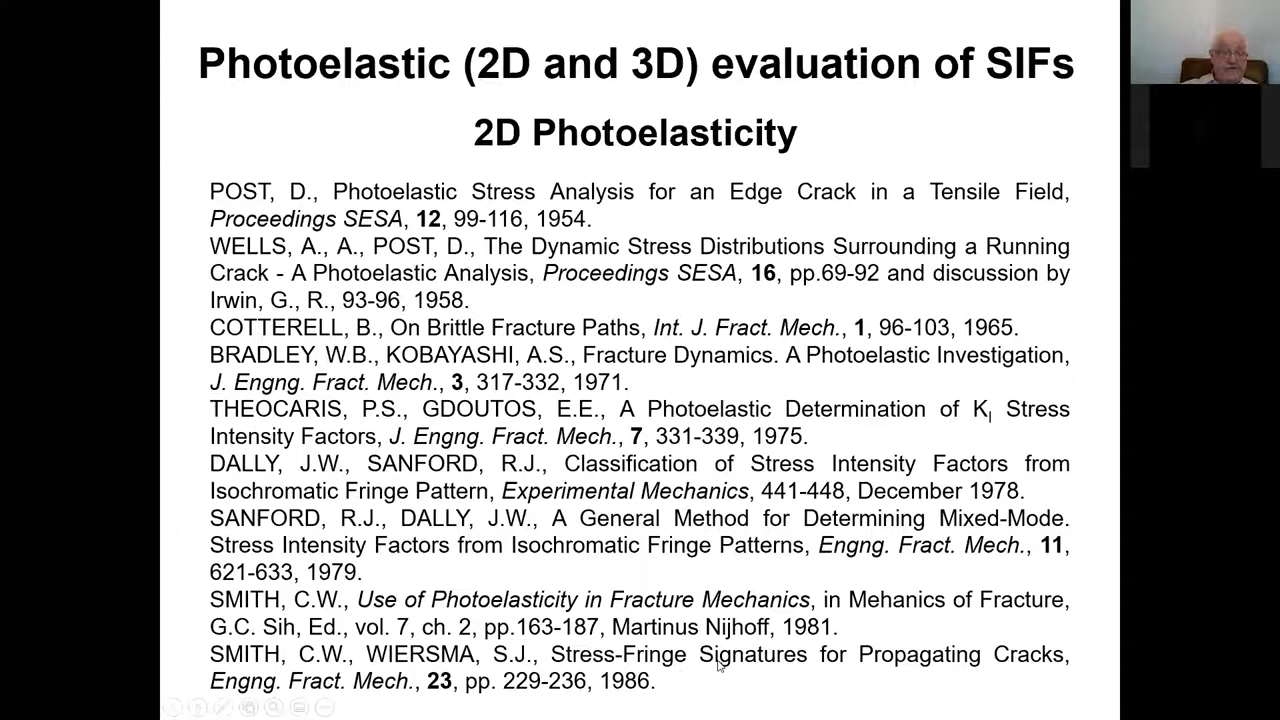 Photoelastic (2D and 3D) evaluation of SIFs
2D Photoelasticity
POST, D., Photoelastic Stress Analysis for an Edge Crack in a Tensile Field,
Proceedings SESA, 12, 99-116, 1954.
WELLS, A., A., POST, D., The Dynamic Stress Distributions Surrounding a Running
Crack - A Photoelastic Analysis, Proceedings SESA, 16, pp.69-92 and discussion by
Irwin, G., R., 93-96, 1958.
COTTERELL, B., On Brittle Fracture Paths, Int. J. Fract. Mech., 1, 96-103, 1965.
BRADLEY, W.B., KOBAYASHI, A.S., Fracture Dynamics. A Photoelastic Investigation,
J. Engng. Fract. Mech., 3, 317-332, 1971.
THEOCARIS, P.S., GDOUTOS, E.E., A Photoelastic Determination of KI Stress
Intensity Factors, J. Engng. Fract. Mech., 7, 331-339, 1975.
DALLY, J.W., SANFORD, R.J., Classification of Stress Intensity Factors from
Isochromatic Fringe Pattern, Experimental Mechanics, 441-448, December 1978.
SANFORD, R.J., DALLY, J.W., A General Method for Determining Mixed-Mode.
Stress Intensity Factors from Isochromatic Fringe Patterns, Engng. Fract. Mech., 11,
621-633, 1979.
SMITH, C.W., Use of Photoelasticity in Fracture Mechanics, in Mehanics of Fracture,
G.C. Sih, Ed., vol. 7, ch. 2, pp.163-187, Martinus Nijhoff, 1981.
SMITH, C.W., WIERSMA, S.J., Stress-Fringe Signatures for Propagating Cracks,
Engng. Fract. Mech., 23, pp. 229-236, 1986.